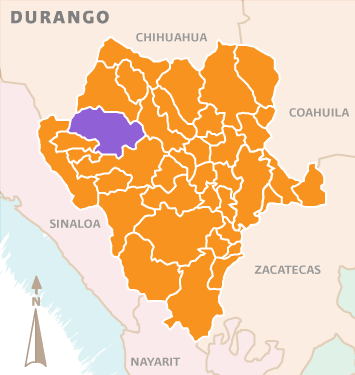 DURANGO
CHIHUAHUA
COAHUILA
SINALOA
ZACATECAS
N
NAYARIT